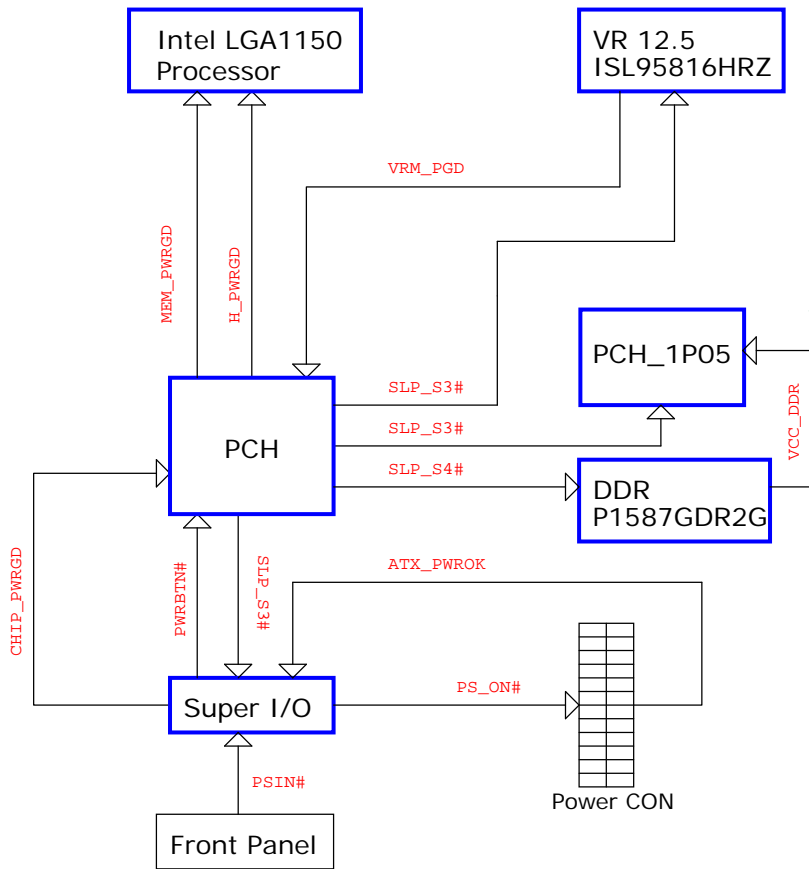 Intel LGA1150
Processor
VR 12.5
ISL95816HRZ
VRM_PGD
MEM_PWRGD
H_PWRGD
PCH_1P05
SLP_S3#
VCC_DDR
PCH
SLP_S3#
SLP_S4#
DDR
P1587GDR2G
CHIP_PWRGD
PWRBTN#
SLP_S3#
ATX_PWROK
Super I/O
PS_ON#
PSIN#
Power CON
Front Panel